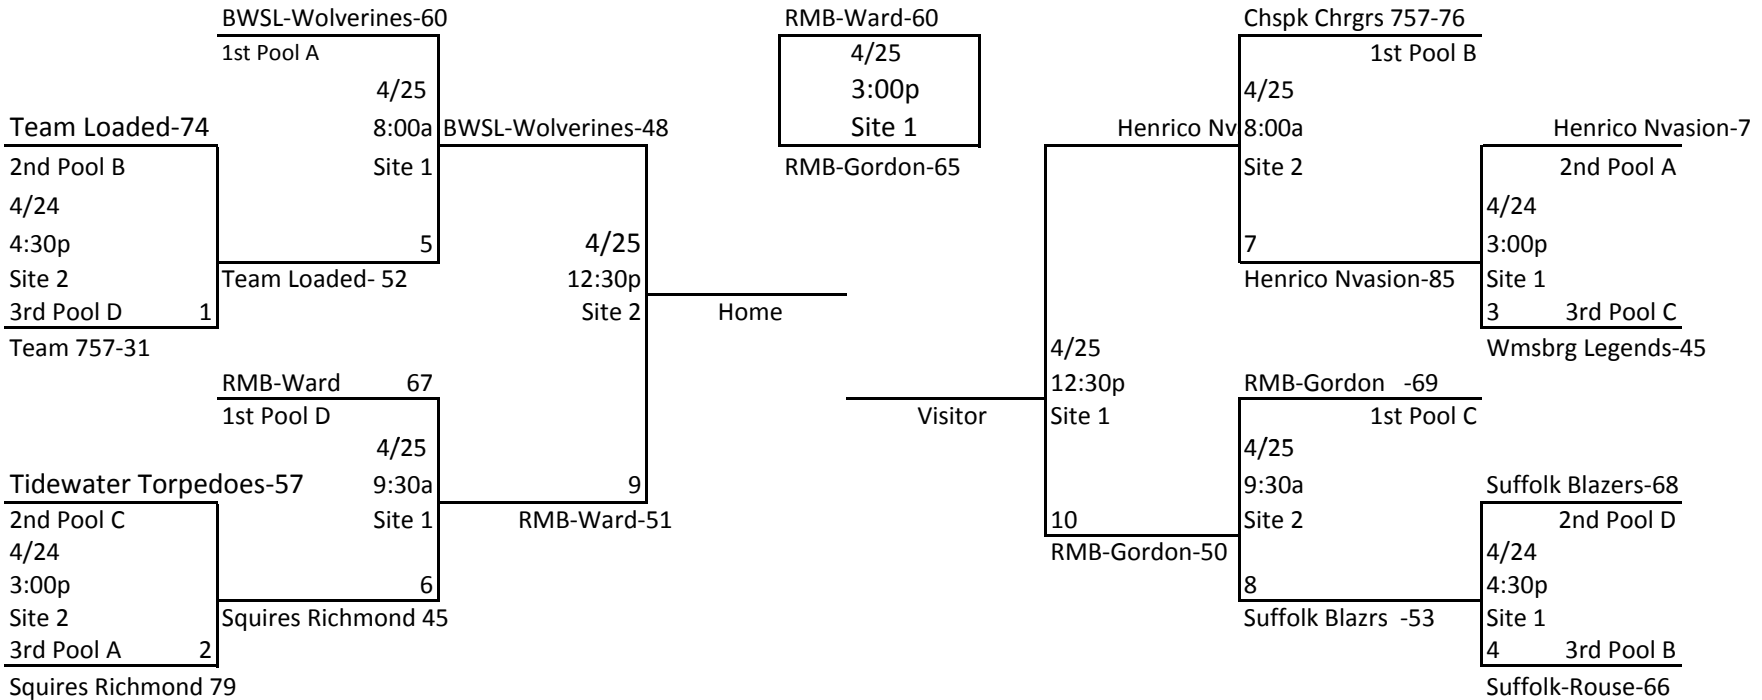 BWSL-Wolverines-60
1st Pool A
4/25
8:00a
Site 1
5
Team Loaded-74
2nd Pool B
4/24
4:30p
Site 2
3rd Pool D 1
Team 757-31
Team Loaded- 52
BWSL-Wolverines-48
4/25
12:30p
Site 2
Home
9
RMB-Ward-51
RMB-Ward 67
1st Pool D
4/25
9:30a
Site 1
6
Tidewater Torpedoes-57
2nd Pool C
4/24
3:00p
Site 2
3rd Pool A 2
Squires Richmond 79
Squires Richmond 45
RMB-Ward-60
4/25
3:00p
Site 1
RMB-Gordon-65
Henrico Nv
4/25
12:30p
Site 1
Visitor
10
RMB-Gordon-50
Chspk Chrgrs 757-76
1st Pool B
4/25
8:00a
Site 2
7
Henrico Nvasion-85
Henrico Nvasion-7
2nd Pool A
4/24
3:00p
Site 1
3 3rd Pool C
Wmsbrg Legends-45
RMB-Gordon -69
1st Pool C
4/25
9:30a
Site 2
8
Suffolk Blazrs -53
Suffolk Blazers-68
2nd Pool D
4/24
4:30p
Site 1
4 3rd Pool B
Suffolk-Rouse-66